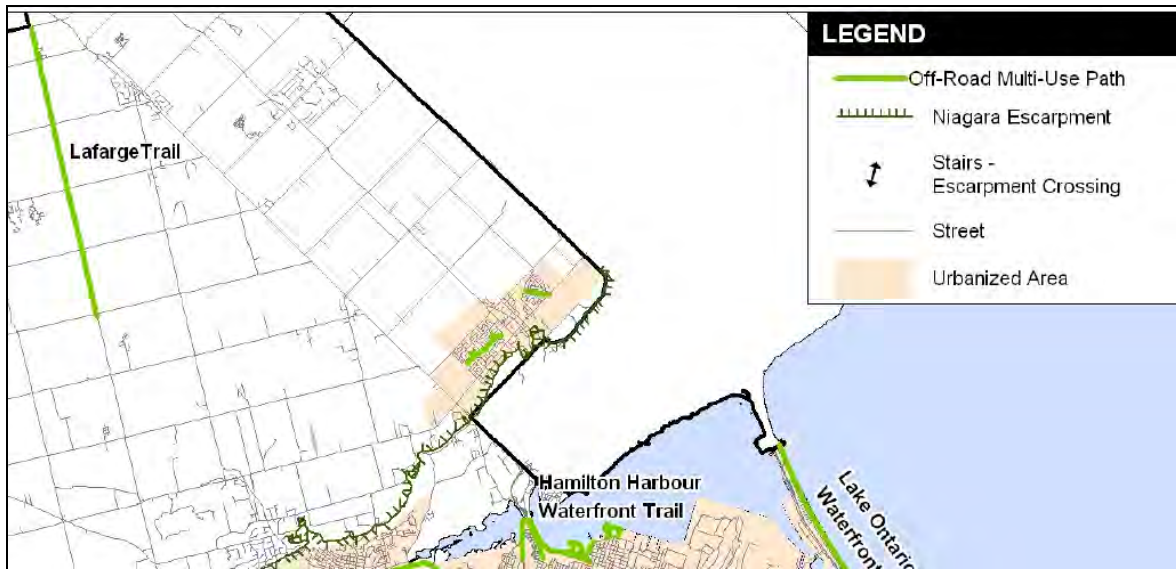 LEGEND
Off-Road Multi-Use Path
Niagara Escarpment
Stairs -
Escarpment Crossing
Street
Urbanized Area
LafargeTrail
Hamilton Harbour
Waterfront Trail
Lake Ontario
Waterfront